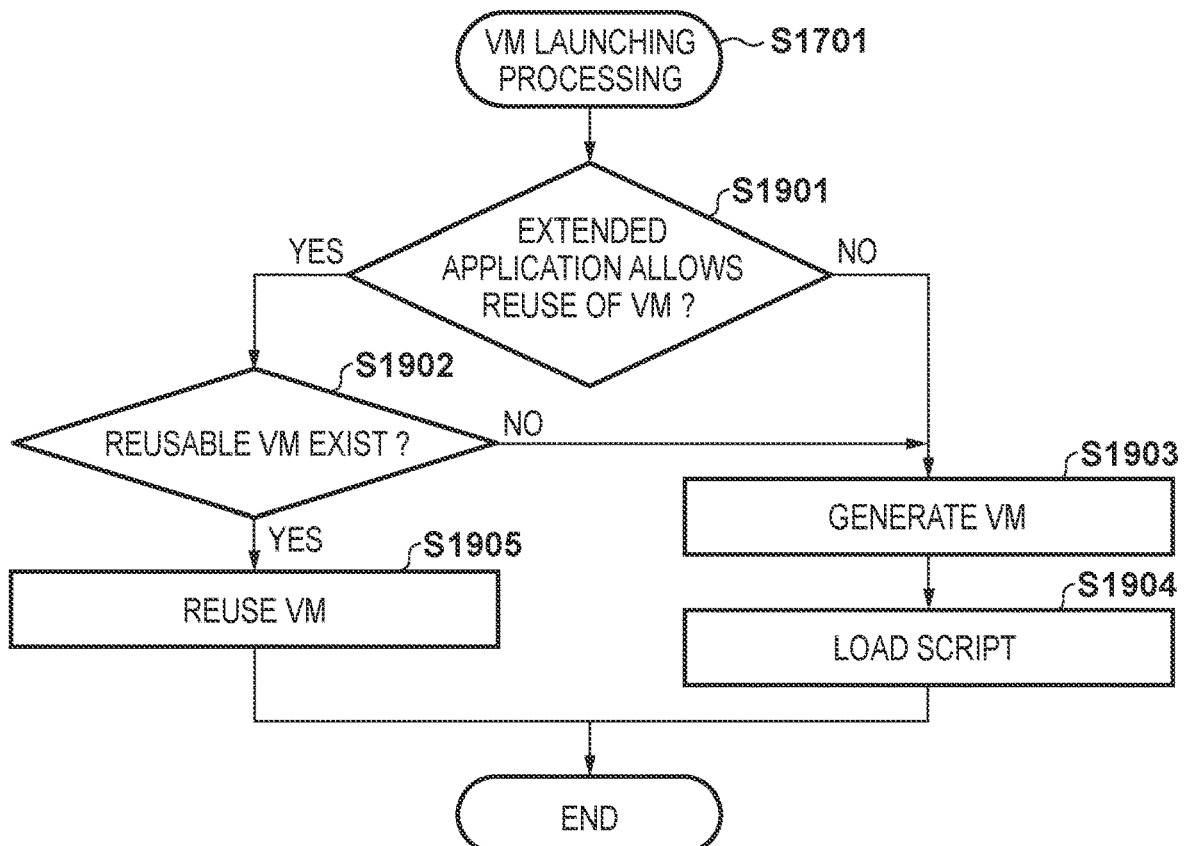 VM LAUNCHING
PROCESSING
S1701
S1901
EXTENDED
APPLICATION ALLOWS
REUSE OF VM ?
YES
NO
S1902
REUSABLE VM EXIST ?
NO
YES
S1903
GENERATE VM
S1905
REUSE VM
S1904
LOAD SCRIPT
END